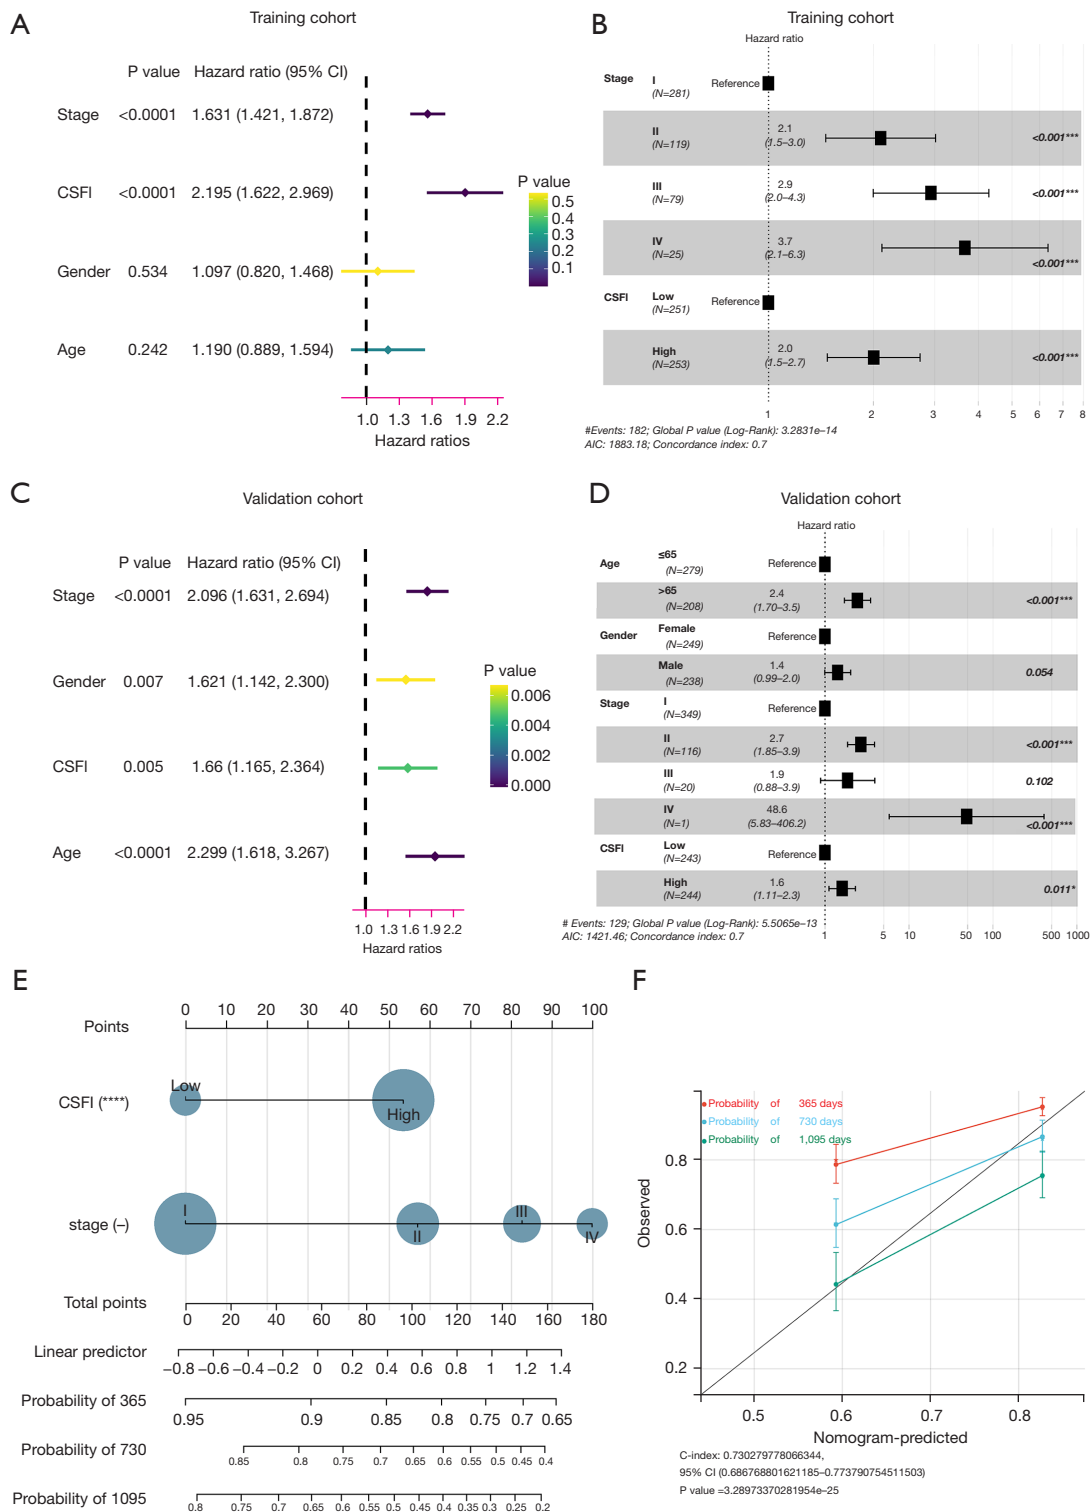 A
Training cohort
P value Hazard ratio (95% CI)
Stage <0.0001 1.631 (1.421, 1.872)
CSFI <0.0001 2.195 (1.622, 2.969)
Gender 0.534 1.097 (0.820, 1.468)
Age 0.242 1.190 (0.889, 1.594)
P value
0.5
0.4
0.3
0.2
0.1
1.0 1.3 1.6 1.9 2.2
Hazard ratios
B
Training cohort
Hazard ratio
Stage I Reference
(N=281)
II 2.1 <0.001***
(N=119) (1.5–3.0)
III 2.9 <0.001***
(N=79) (2.0–4.3)
IV 3.7
(N=25) (2.1–6.3) <0.001***
CSFI Low Reference
(N=251)
High 2.0 <0.001***
(N=253) (1.5–2.7)
1 2 3 4 5 6 7 8
#Events: 182; Global P value (Log-Rank): 3.2831e–14
AIC: 1883.18; Concordance index: 0.7
C
Validation cohort
P value Hazard ratio (95% CI)
Stage <0.0001 2.096 (1.631, 2.694)
Gender 0.007 1.621 (1.142, 2.300)
CSFI 0.005 1.66 (1.165, 2.364)
Age <0.0001 2.299 (1.618, 3.267)
P value
0.006
0.004
0.002
0.000
1.0 1.3 1.6 1.9 2.2
Hazard ratios
D
Validation cohort
Hazard ratio
Age ≤65 Reference
(N=279)
>65 2.4 <0.001***
(N=208) (1.70–3.5)
Gender Female Reference
(N=249)
Male 1.4 0.054
(N=238) (0.99–2.0)
Stage I Reference
(N=349)
II 2.7 <0.001***
(N=116) (1.85–3.9)
III 1.9 0.102
(N=20) (0.88–3.9)
IV 48.6
(N=1) (5.83–406.2) <0.001***
CSFI Low Reference
(N=243)
High 1.6 0.011*
(N=244) (1.11–2.3)
# Events: 129; Global P value (Log-Rank): 5.5065e–13
AIC: 1421.46; Concordance index: 0.7
1 5 10 50 100 500 1000
E
0 10 20 30 40 50 60 70 80 90 100
Points
Low
CSFI (****)
High
I III
stage (–)
II IV
Total points
0 20 40 60 80 100 120 140 160 180
Linear predictor
–0.8 –0.6 –0.4 –0.2 0 0.2 0.4 0.6 0.8 1 1.2 1.4
Probability of 365
0.95 0.9 0.85 0.8 0.75 0.7 0.65
Probability of 730
0.85 0.8 0.75 0.7 0.65 0.6 0.55 0.5 0.45 0.4
Probability of 1095
0.8 0.75 0.7 0.65 0.6 0.55 0.5 0.45 0.4 0.35 0.3 0.25 0.2
F
Probability of 365 days
Probability of 730 days
Probability of 1,095 days
0.8
0.6
0.4
0.2
Observed
0.5 0.6 0.7 0.8
Nomogram-predicted
C-index: 0.730279778066344,
95% CI (0.686768801621185–0.773790754511503)
P value =3.28973370281954e–25